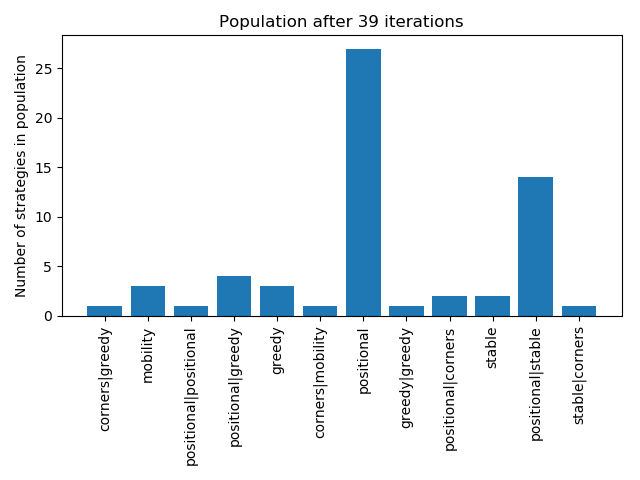 Population after 39 iterations
Number of strategies in population
25
20
15
10
5
0
corners|greedy
mobility
positional|positional
positional|greedy
greedy
corners|mobility
positional
greedy|greedy
positional|corners
stable
positional|stable
stable|corners